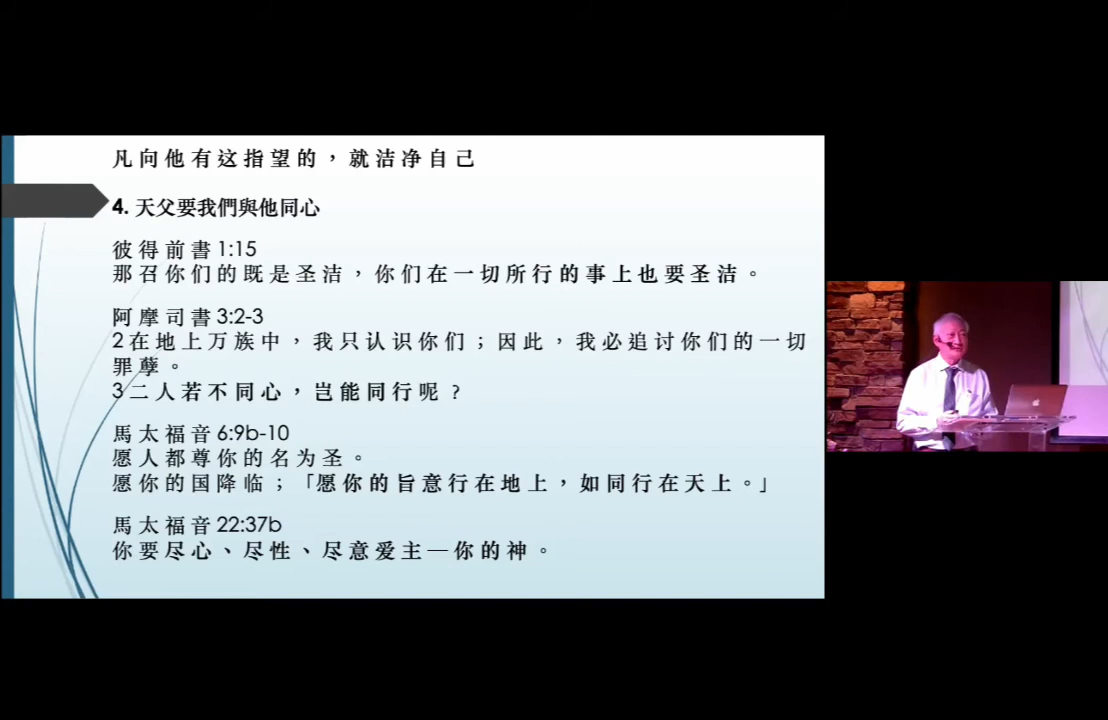 凡向他有这指望的，就洁净自己
4. 天父要我們與他同心
彼得前書 1:15
那召你们的既是圣洁，你们在一切所行的事上也要圣洁。
阿摩司書 3:2-3
2在地上万族中，我只认识你们；因此，我必追讨你们的一切
罪孽。
3二人若不同心，岂能同行呢？
馬太福音 6:9b-10
愿人都尊你的名为圣。
愿你的国降临；「愿你的旨意行在地上，如同行在天上。」
馬太福音 22:37b
你要尽心、尽性、尽意爱主—你的神。